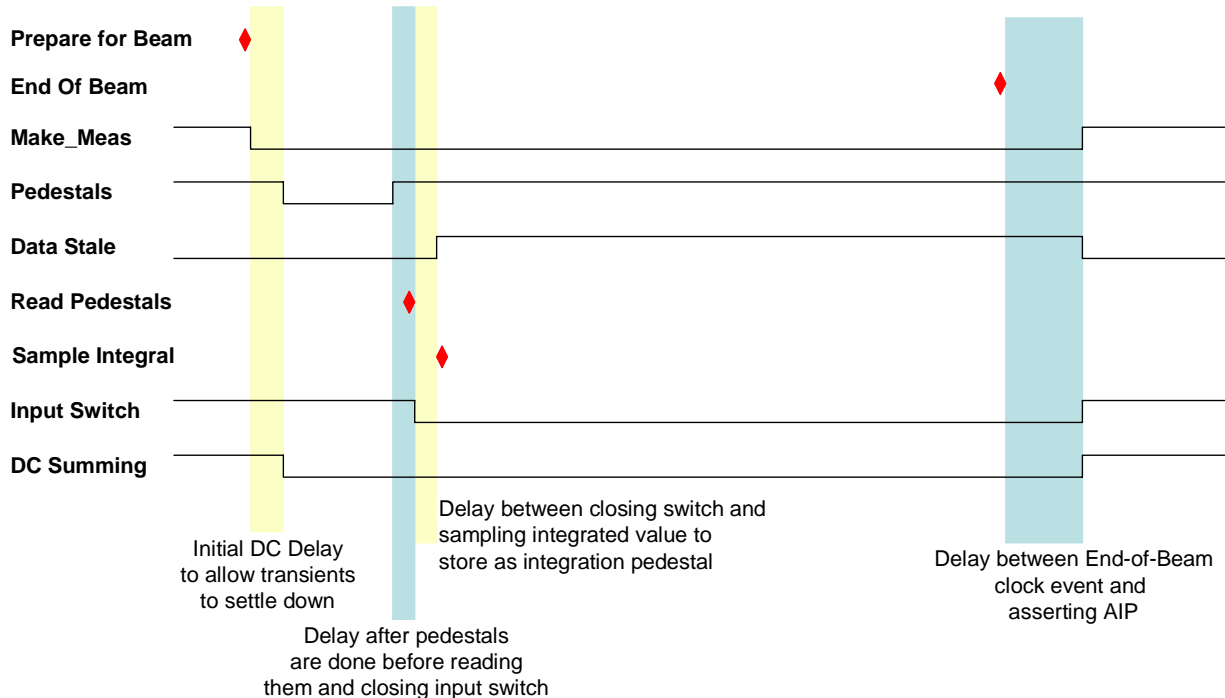 Prepare for Beam
End Of Beam
Make_Meas
Pedestals
Data Stale
Read Pedestals
Sample Integral
Input Switch
DC Summing
Initial DC Delay
to allow transients
to settle down
Delay after pedestals
are done before reading
them and closing input switch
Delay between closing switch and
sampling integrated value to
store as integration pedestal
Delay between End-of-Beam
clock event and
asserting AIP